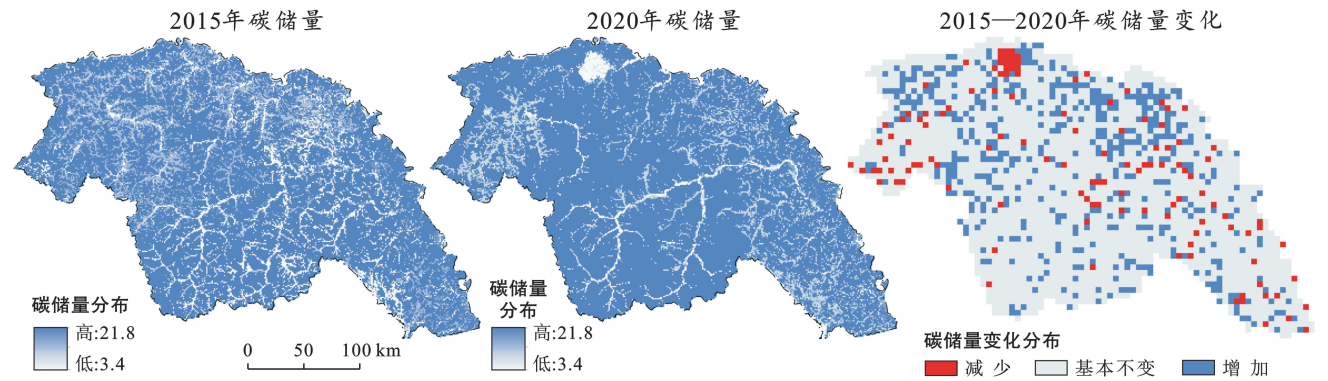 2015年碳储量
2020年碳储量
2015—2020年碳储量变化
碳储量分布
高:21.8
低:3.4
0 50 100 km
碳储量
分布
高:21.8
低:3.4
碳储量变化分布
减少 基本不变 增加